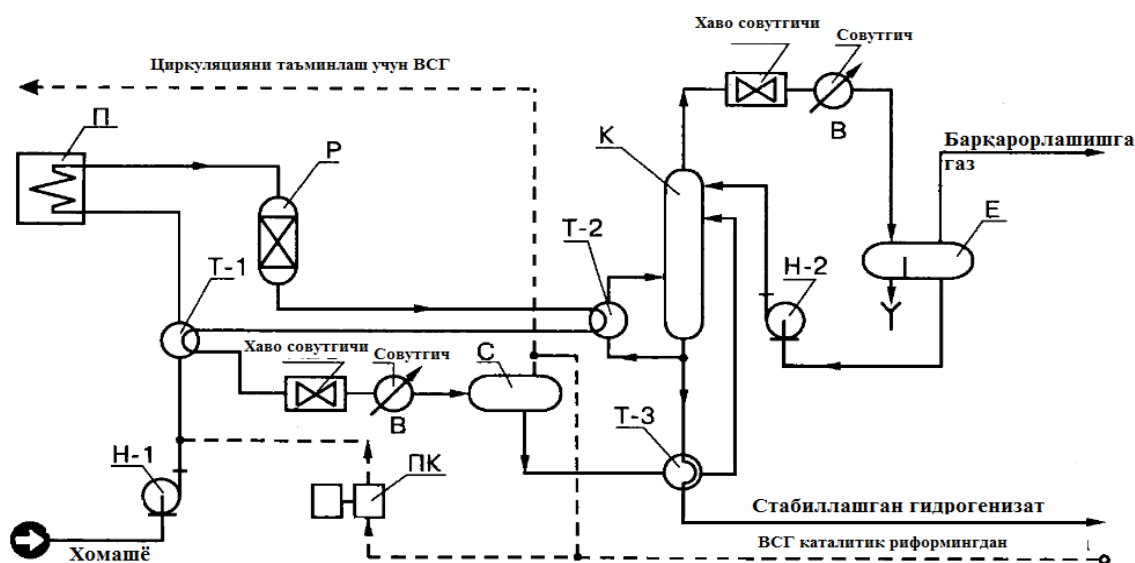 Хаво совутгичи
Совутгич
Циркуляцияни таъминлаш учун ВСГ
В
П
Р
К
Барқарорлашишга
газ
Т-2
Е
Т-1
Н-2
Хаво совутгичи
Совутгич
С
В
Т-3
Н-1
ПК
Стабиллашган гидрогенизат
Хомашё
ВСГ каталитик риформингдан